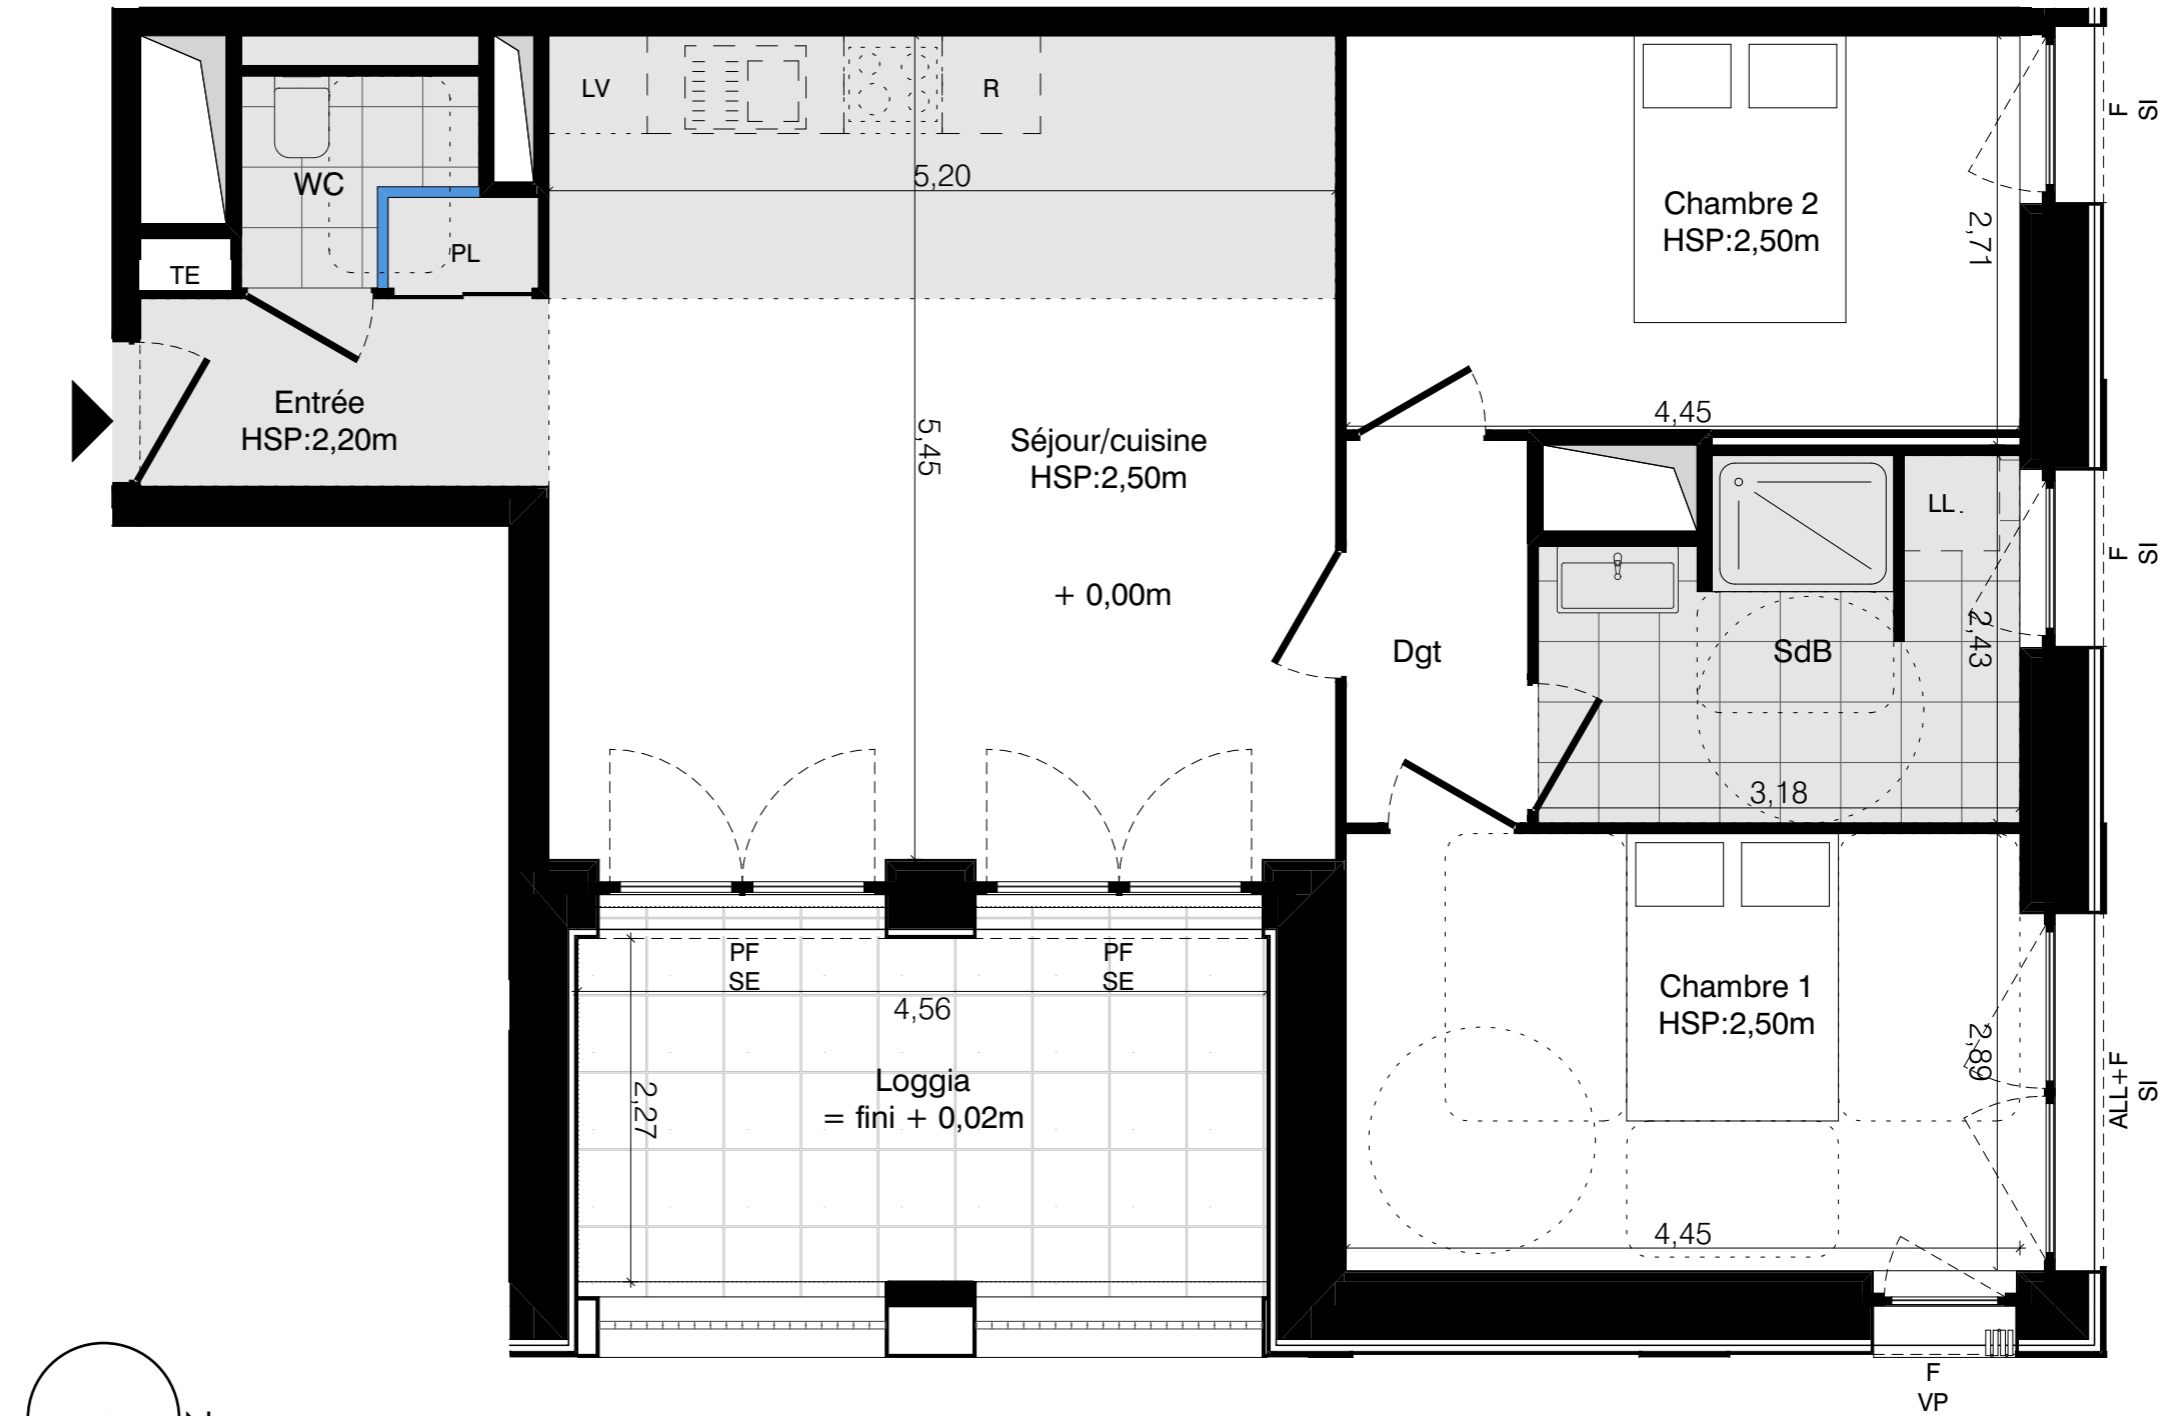 LV
R
WC
PL
TE
5,20
Chambre 2
HSP:2,50m
2,71
F
SI
Entrée
HSP:2,20m
5,45
Séjour/cuisine
HSP:2,50m
4,45
+ 0,00m
LL
F
SI
Dgt
SdB
2,43
3,18
PF
SE
PF
SE
4,56
Loggia
= fini + 0,02m
2,27
Chambre 1
HSP:2,50m
2,89
ALL+F
SI
4,45
F
VP